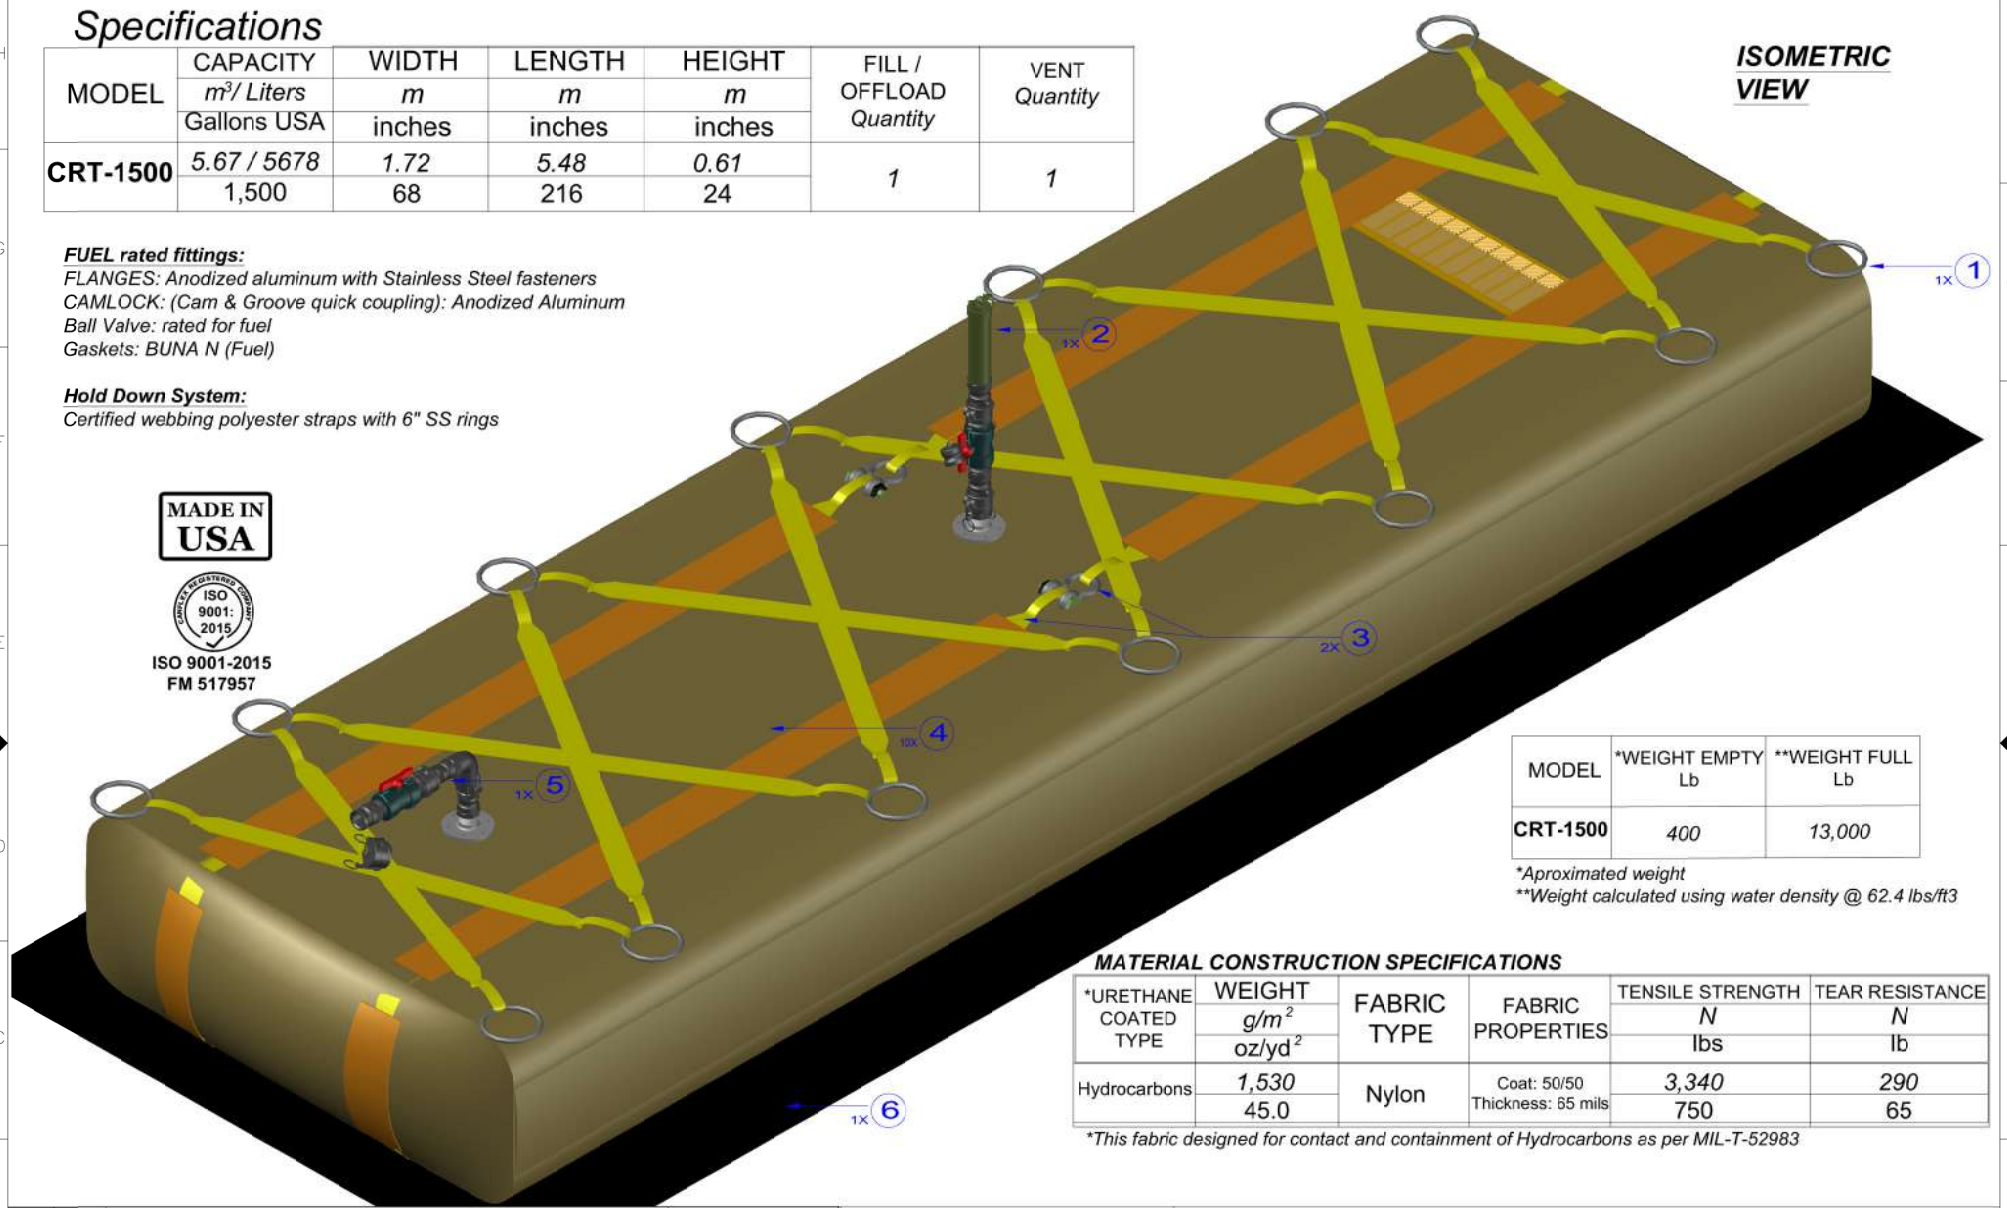 Specifications
MODEL
CAPACITY
m³/ Liters
Gallons USA
WIDTH
m
inches
LENGTH
m
inches
HEIGHT
m
inches
FILL /
OFFLOAD
Quantity
VENT
Quantity
CRT-1500
5.67 / 5678
1,500
1.72
68
5.48
216
0.61
24
1
1
ISOMETRIC
VIEW
FUEL rated fittings:
FLANGES: Anodized aluminum with Stainless Steel fasteners
CAMLOCK: (Cam & Groove quick coupling): Anodized Aluminum
Ball Valve: rated for fuel
Gaskets: BUNA N (Fuel)
Hold Down System:
Certified webbing polyester straps with 6" SS rings
MADE IN
USA
REGISTERED COMPANY
ISO
9001:
2015
ISO 9001-2015
FM 517957
1X 1
1X 2
2X 3
10X 4
1X 5
1X 6
MODEL
*WEIGHT EMPTY
Lb
**WEIGHT FULL
Lb
CRT-1500
400
13,000
*Aproximated weight
**Weight calculated using water density @ 62.4 lbs/ft3
MATERIAL CONSTRUCTION SPECIFICATIONS
*URETHANE
COATED
TYPE
WEIGHT
g/m²
oz/yd²
FABRIC
TYPE
FABRIC
PROPERTIES
TENSILE STRENGTH
N
lbs
TEAR RESISTANCE
N
lb
Hydrocarbons
1,530
45.0
Nylon
Coat: 50/50
Thickness: 65 mils
3,340
750
290
65
*This fabric designed for contact and containment of Hydrocarbons as per MIL-T-52983